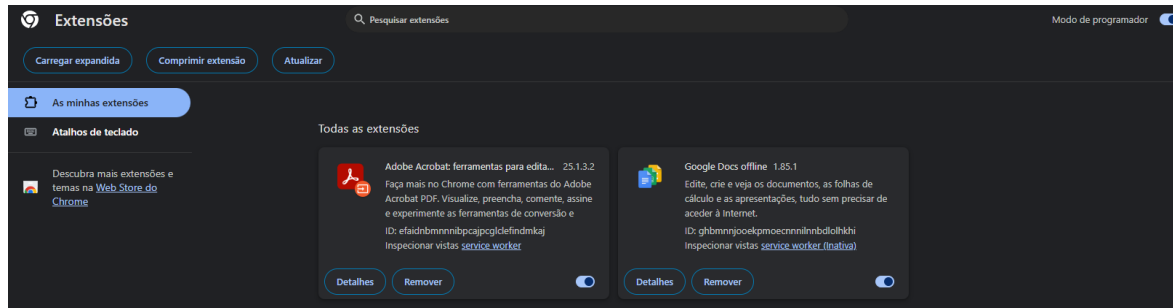 Extensões
Pesquisar extensões
Modo de programador
Carregar expandida
Comprimir extensão
Atualizar
As minhas extensões
Atalhos de teclado
Descubra mais extensões e
temas na Web Store do
Chrome
Todas as extensões
Adobe Acrobat: ferramentas para edita... 25.1.3.2
Faça mais no Chrome com ferramentas do Adobe
Acrobat PDF. Visualize, preencha, comente, assine
e experimente as ferramentas de conversão e
ID: efaidnbmnnnibpcajpcglclefindmkaj
Inspecionar vistas service worker
Detalhes
Remover
Google Docs offline 1.85.1
Edite, crie e veja os documentos, as folhas de
cálculo e as apresentações, tudo sem precisar de
aceder à Internet.
ID: ghbmnnjooekpmoecnnnilnnbdlolhkhi
Inspecionar vistas service worker (Inativa)
Detalhes
Remover